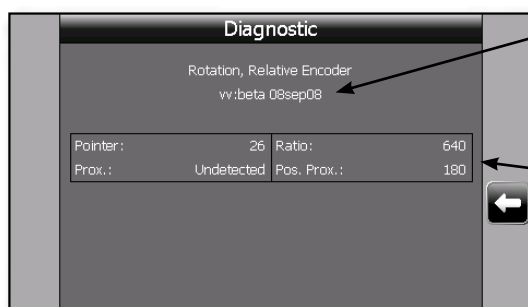 Diagnostic
Rotation, Relative Encoder
vv:beta 08sep08
Pointer: 26 Ratio: 640
Prox.: Undetected Pos. Prox.: 180